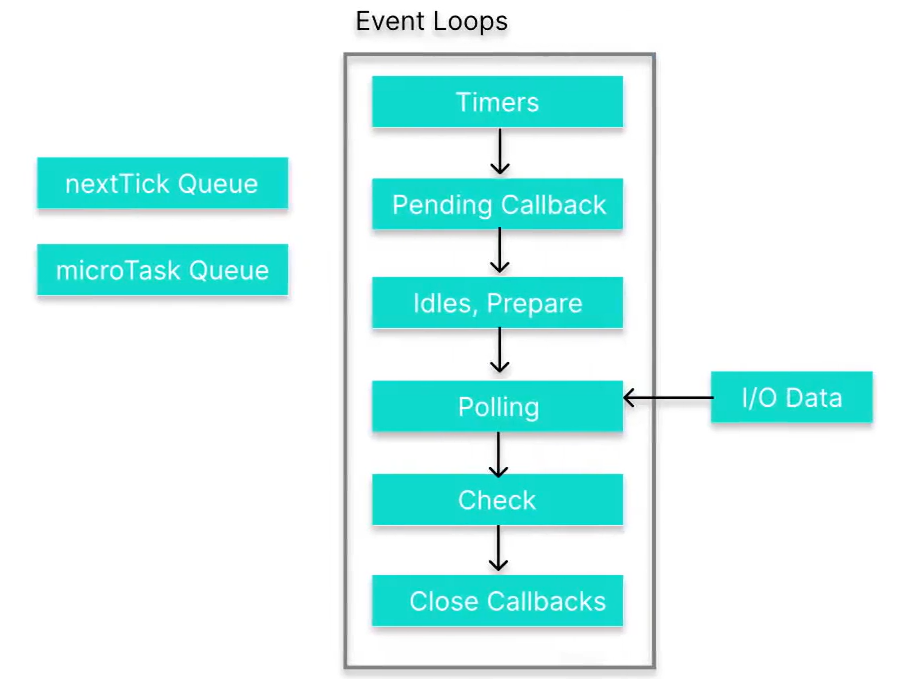 Event Loops
Timers
nextTick Queue
Pending Callback
microTask Queue
Idles, Prepare
Polling
I/O Data
Check
Close Callbacks